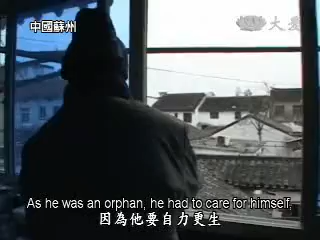 中國蘇州
大愛
As he was an orphan, he had to care for himself,
因為他要自力更生